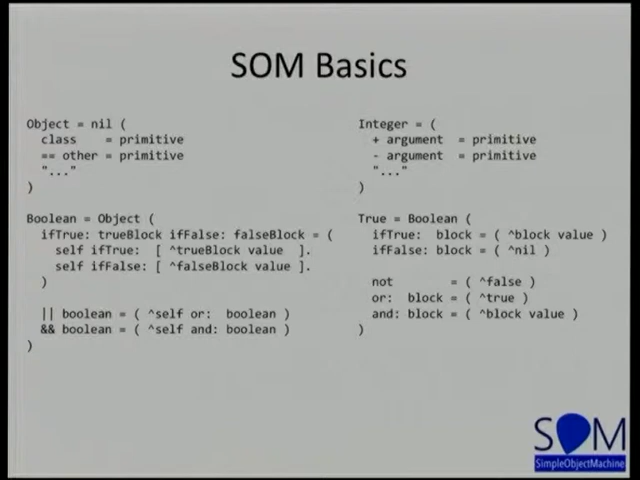 SOM Basics
Object = nil (
class = primitive
== other = primitive
"..."
)
Boolean = Object (
ifTrue: trueBlock ifFalse: falseBlock = (
self ifTrue: [ ^trueBlock value ].
self ifFalse: [ ^falseBlock value ].
)
|| boolean = ( ^self or: boolean )
&& boolean = ( ^self and: boolean )
)
Integer = (
+ argument = primitive
- argument = primitive
"..."
)
True = Boolean (
ifTrue: block = ( ^block value )
ifFalse: block = ( ^nil )
not = ( ^false )
or: block = ( ^true )
and: block = ( ^block value )
)
SOM
SimpleObjectMachine